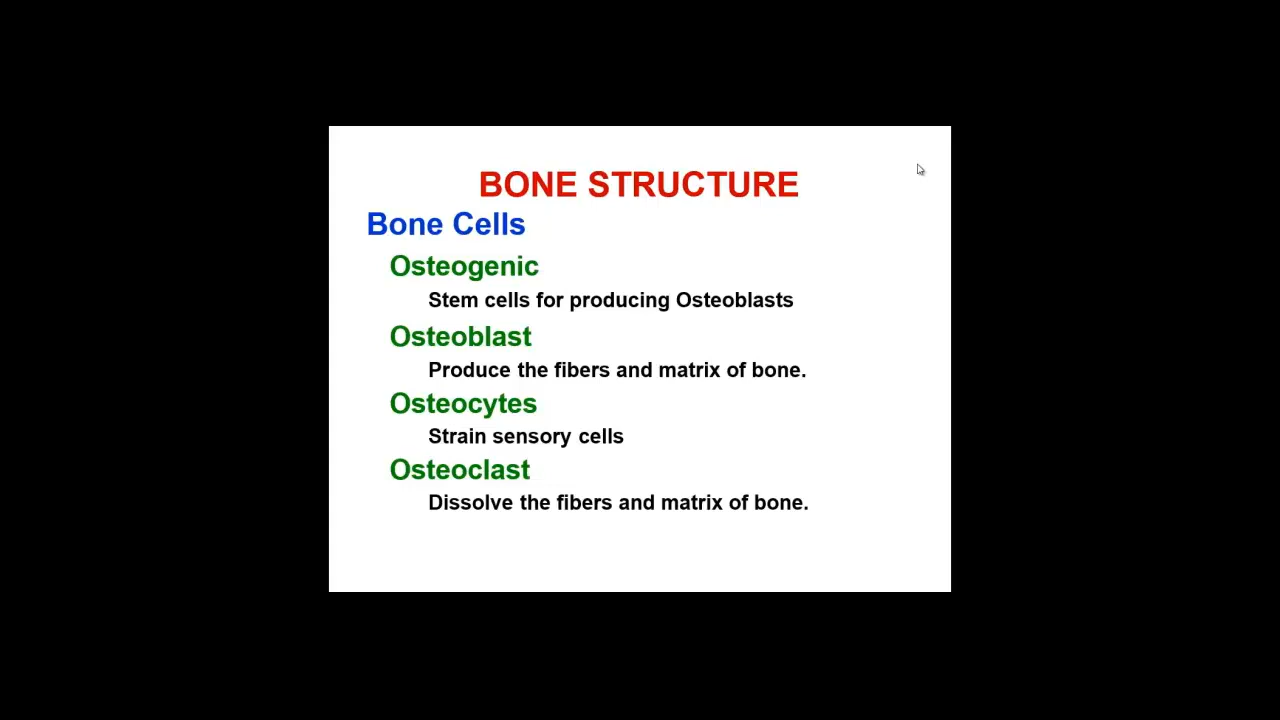 BONE STRUCTURE
Bone Cells
Osteogenic
Stem cells for producing Osteoblasts
Osteoblast
Produce the fibers and matrix of bone.
Osteocytes
Strain sensory cells
Osteoclast
Dissolve the fibers and matrix of bone.